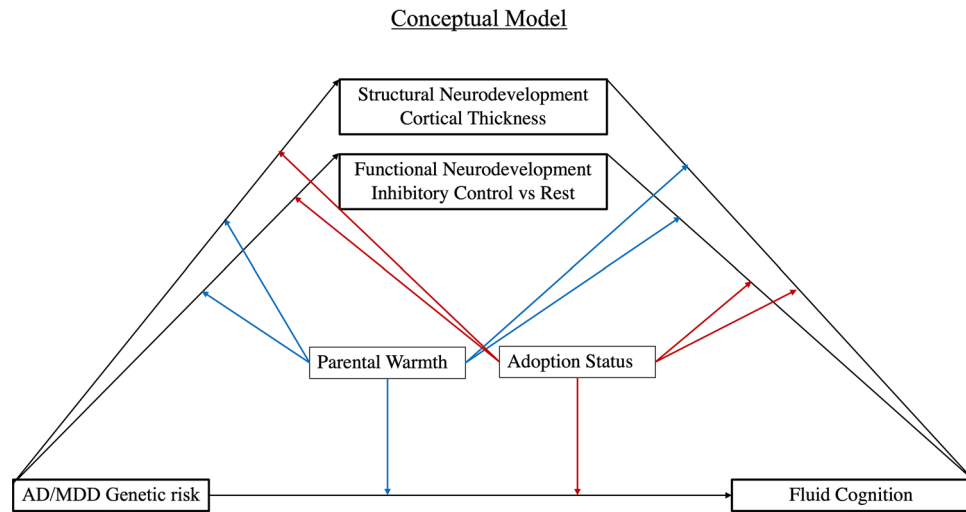 Conceptual Model
Structural Neurodevelopment
Cortical Thickness
Functional Neurodevelopment
Inhibitory Control vs Rest
Parental Warmth
Adoption Status
AD/MDD Genetic risk
Fluid Cognition